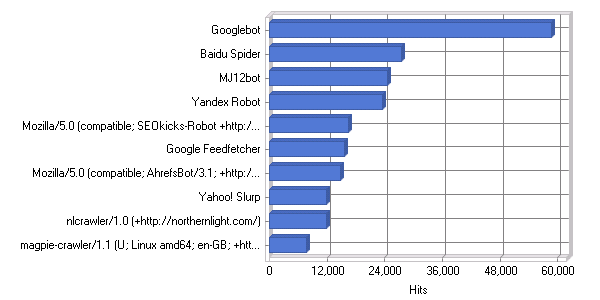 Googlebot
Baidu Spider
MJ12bot
Yandex Robot
Mozilla/5.0 (compatible; SEOkicks-Robot +http:/...
Google Feedfetcher
Mozilla/5.0 (compatible; AhrefsBot/3.1; +http:/...
Yahoo! Slurp
nlcrawler/1.0 (+http://northernlight.com/)
magpie-crawler/1.1 (U; Linux amd64; en-GB; +htt...
0 12,000 24,000 36,000 48,000 60,000
Hits